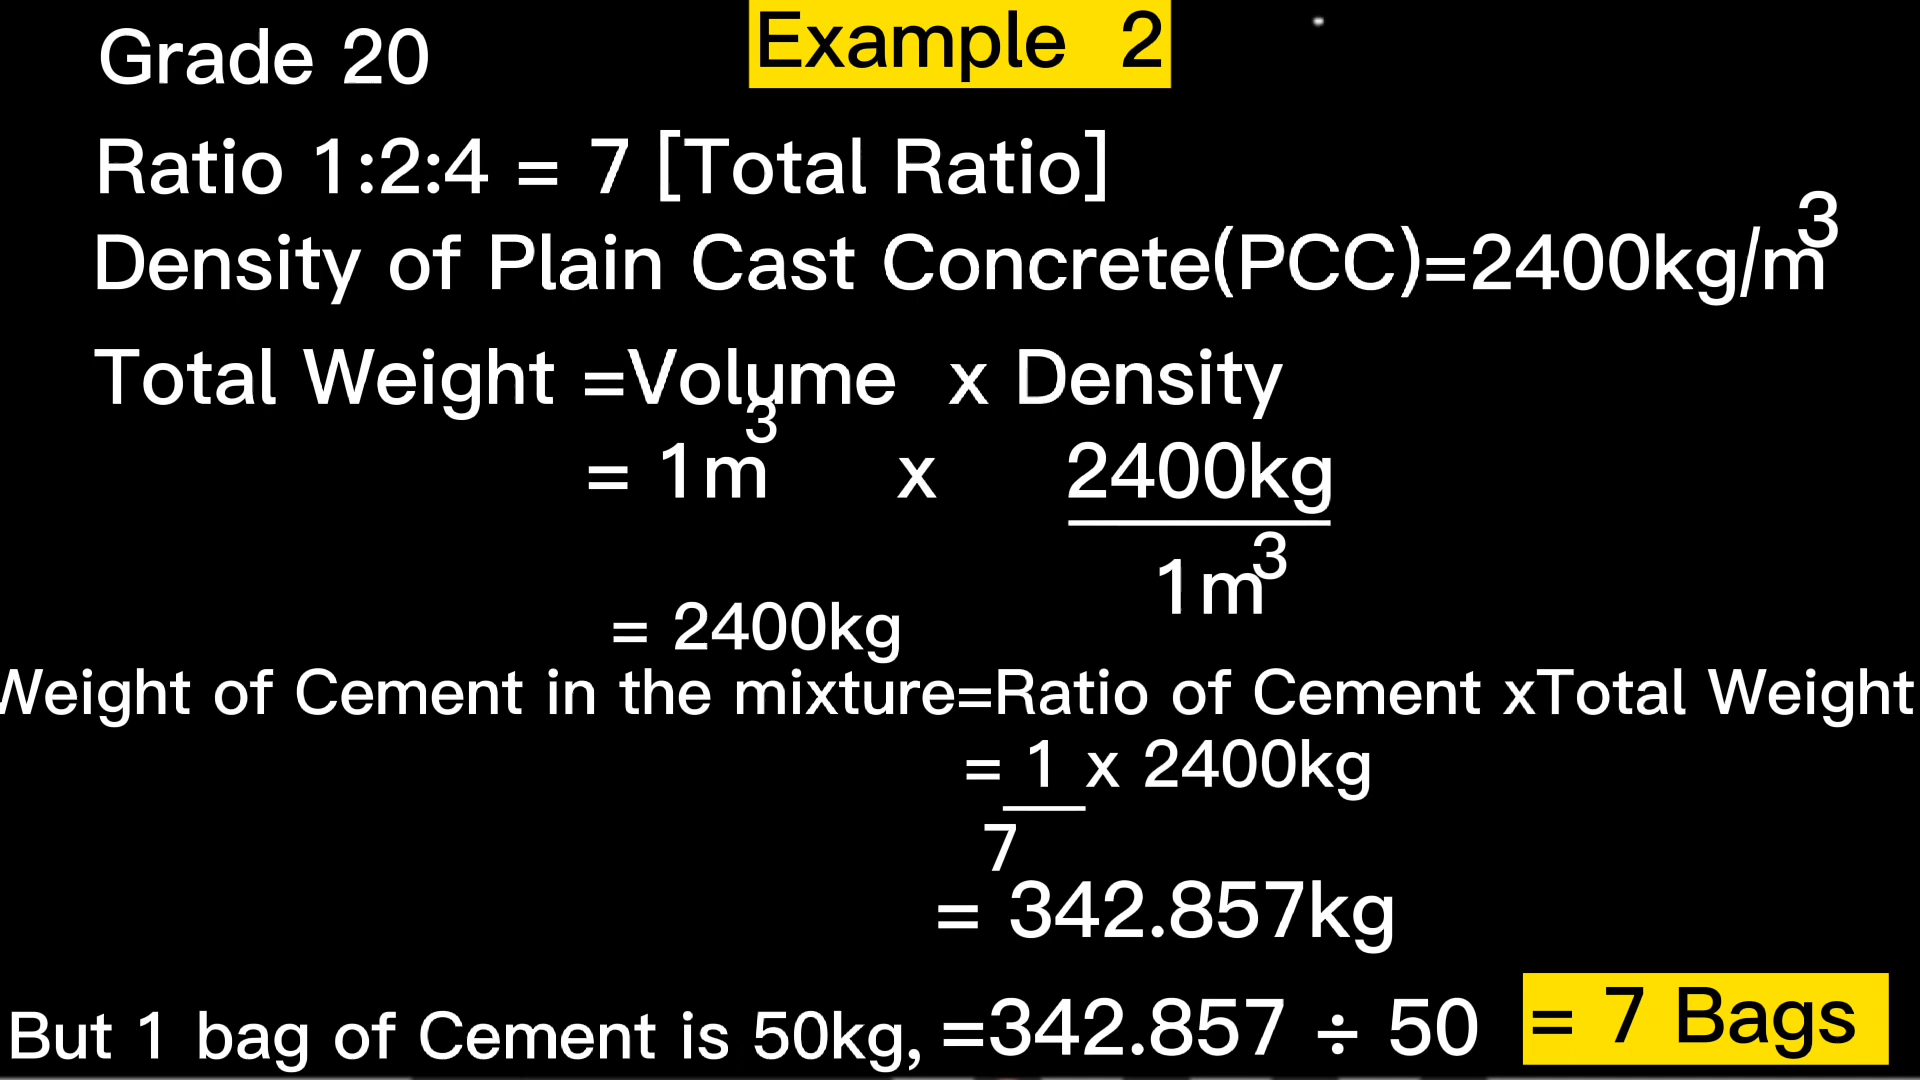 Example 2
Grade 20
Ratio 1:2:4 = 7 [Total Ratio]
Density of Plain Cast Concrete(PCC)=2400kg/m³
Total Weight =Volume x Density
= 1m³ x 2400kg
1m³
= 2400kg
Weight of Cement in the mixture=Ratio of Cement xTotal Weight
= 1 x 2400kg
7
= 342.857kg
But 1 bag of Cement is 50kg, =342.857 ÷ 50 = 7 Bags